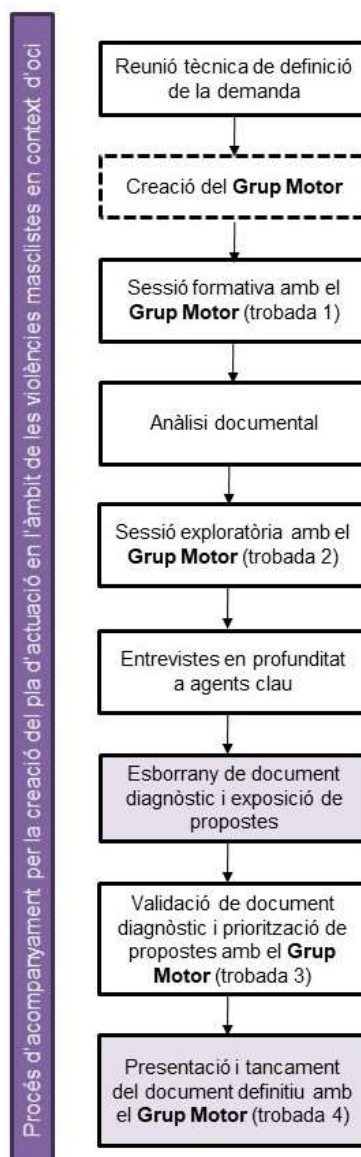 Procés d'acompanyament per la creació del pla d'actuació en l'àmbit de les violències masclistes en context d'oci
Reunió tècnica de definició
de la demanda
Creació del Grup Motor
Sessió formativa amb el
Grup Motor (trobada 1)
Anàlisi documental
Sessió exploratòria amb el
Grup Motor (trobada 2)
Entrevistes en profunditat
a agents clau
Esborrany de document
diagnòstic i exposició de
propostes
Validació de document
diagnòstic i priorització de
propostes amb el Grup
Motor (trobada 3)
Presentació i tancament
del document definitiu amb
el Grup Motor (trobada 4)